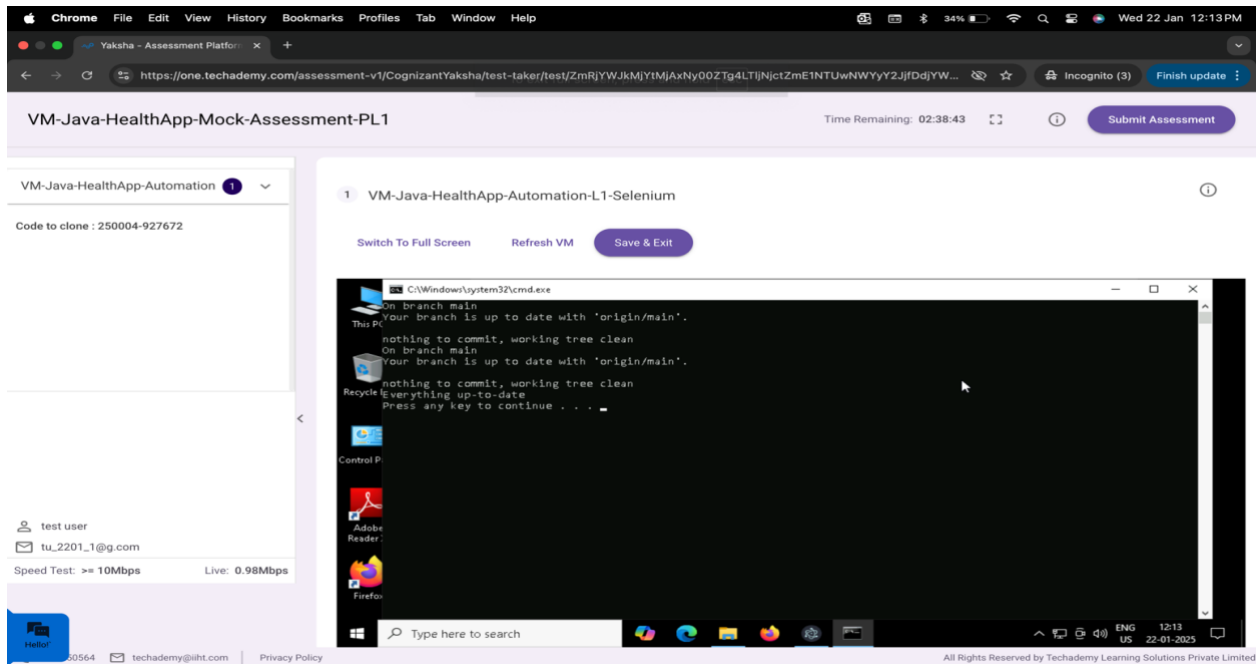 Chrome File Edit View History Bookmarks Profiles Tab Window Help 34% Wed 22 Jan 12:13 PM
Yaksha - Assessment Platform
https://one.techademy.com/assessment-v1/CognizantYaksha/test-taker/test/ Incognito (3) Finish update
VM-Java-HealthApp-Mock-Assessment-PL1 Time Remaining: 02:38:43 Submit Assessment
VM-Java-HealthApp-Automation 1
Code to clone : 250004-927672
1 VM-Java-HealthApp-Automation-L1-Selenium
Switch To Full Screen Refresh VM Save & Exit
C:\Windows\system32\cmd.exe
On branch main
Your branch is up to date with 'origin/main'.
nothing to commit, working tree clean
On branch main
Your branch is up to date with 'origin/main'.
nothing to commit, working tree clean
Everything up-to-date
Press any key to continue . . .
This PC
Recycle
Control P
Adobe
Reader
Firefox
test user
tu_2201_1@g.com
Speed Test: >= 10Mbps Live: 0.98Mbps
Hello!
Type here to search
ENG
US
12:13
22-01-2025
50564 techademy@iiht.com Privacy Policy All Rights Reserved by Techademy Learning Solutions Private Limited